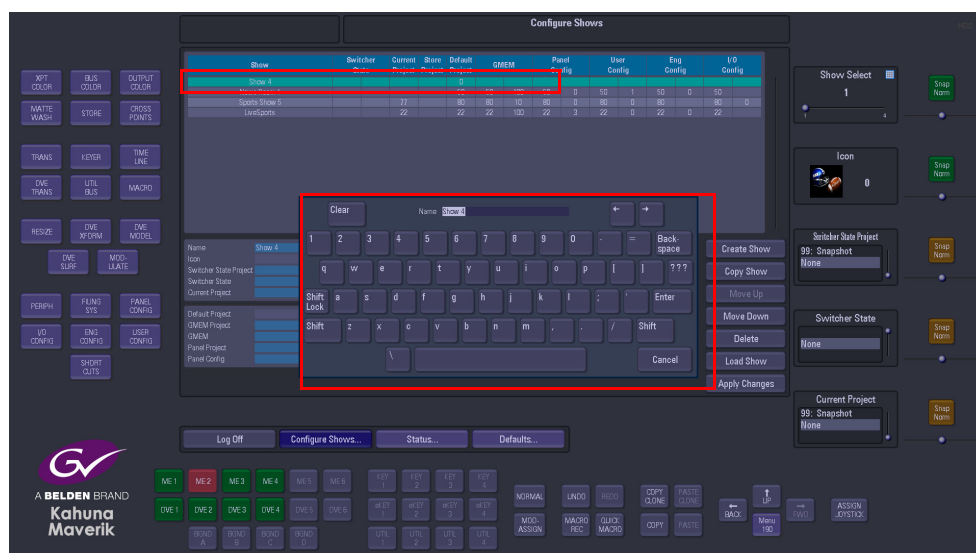 Configure Shows
Show Switcher State Current Project Store Project Default Project GMEM Panel Config User Config Eng Config I/O Config
Show 4 0
50 50 100 50 0 50 1 50 0 50
Sports Show 5 77 80 80 10 80 0 80 0 80 80 0
LiveSports 22 22 22 100 22 3 22 0 22 0 22
XPT COLOR BUS COLOR OUTPUT COLOR
MATTE WASH STORE CROSS POINTS
TRANS KEYER TIME LINE
DVE TRANS UTIL BUS MACRO
RESIZE DVE XFORM DVE MODEL
DVE SURF MOD-ULATE
PERIPH FILING SYS PANEL CONFIG
I/O CONFIG ENG CONFIG USER CONFIG
SHORT CUTS
Name Show 4
Icon
Switcher State Project
Switcher State
Current Project
Default Project
GMEM Project
GMEM
Panel Project
Panel Config
Clear Name Show 4 ← →
1 2 3 4 5 6 7 8 9 0 - = Back-space
q w e r t y u i o p [ ] ???
Shift Lock a s d f g h j k l ; ' Enter
Shift z x c v b n m , . / Shift
\ Cancel
Create Show
Copy Show
Move Up
Move Down
Delete
Load Show
Apply Changes
Show Select
1
1 4
Snap Norm
Icon
0
Snap Norm
Switcher State Project
99: Snapshot
None
Snap Norm
Switcher State
None
Snap Norm
Current Project
99: Snapshot
None
Snap Norm
Log Off Configure Shows... Status... Defaults...
GV
A BELDEN BRAND
Kahuna
Maverik
ME 1 ME 2 ME 3 ME 4 ME 5 ME 6 KEY 1 KEY 2 KEY 3 KEY 4
DVE 1 DVE 2 DVE 3 DVE 4 DVE 5 DVE 6 eKEY 1 eKEY 2 eKEY 3 eKEY 4
BGND A BGND B BGND C BGND D UTIL 1 UTIL 2 UTIL 3 UTIL 4
NORMAL UNDO REDO COPY CLONE PASTE CLONE
MOD-ASSIGN MACRO REC QUICK MACRO COPY PASTE
← BACK ↑ UP → FWD ASSIGN JOYSTICK
Menu 190